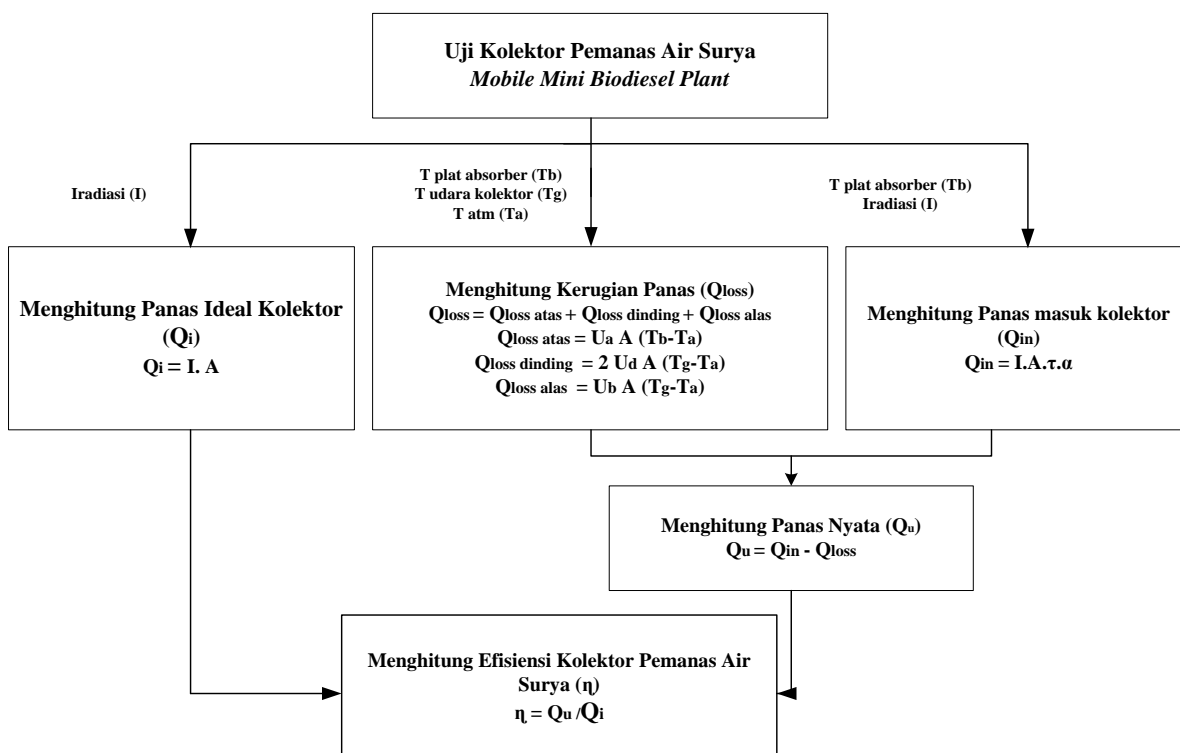 Uji Kolektor Pemanas Air Surya
Mobile Mini Biodiesel Plant
Iradiasi (I)
T plat absorber (Tb)
T udara kolektor (Tg)
T atm (Ta)
T plat absorber (Tb)
Iradiasi (I)
Menghitung Panas Ideal Kolektor
(Qi)
Qi = I. A
Menghitung Kerugian Panas (Qloss)
Qloss = Qloss atas + Qloss dinding + Qloss alas
Qloss atas = Ua A (Tb-Ta)
Qloss dinding = 2 Ud A (Tg-Ta)
Qloss alas = Ub A (Tg-Ta)
Menghitung Panas masuk kolektor
(Qin)
Qin = I.A.τ.α
Menghitung Panas Nyata (Qu)
Qu = Qin - Qloss
Menghitung Efisiensi Kolektor Pemanas Air
Surya (η)
η = Qu /Qi